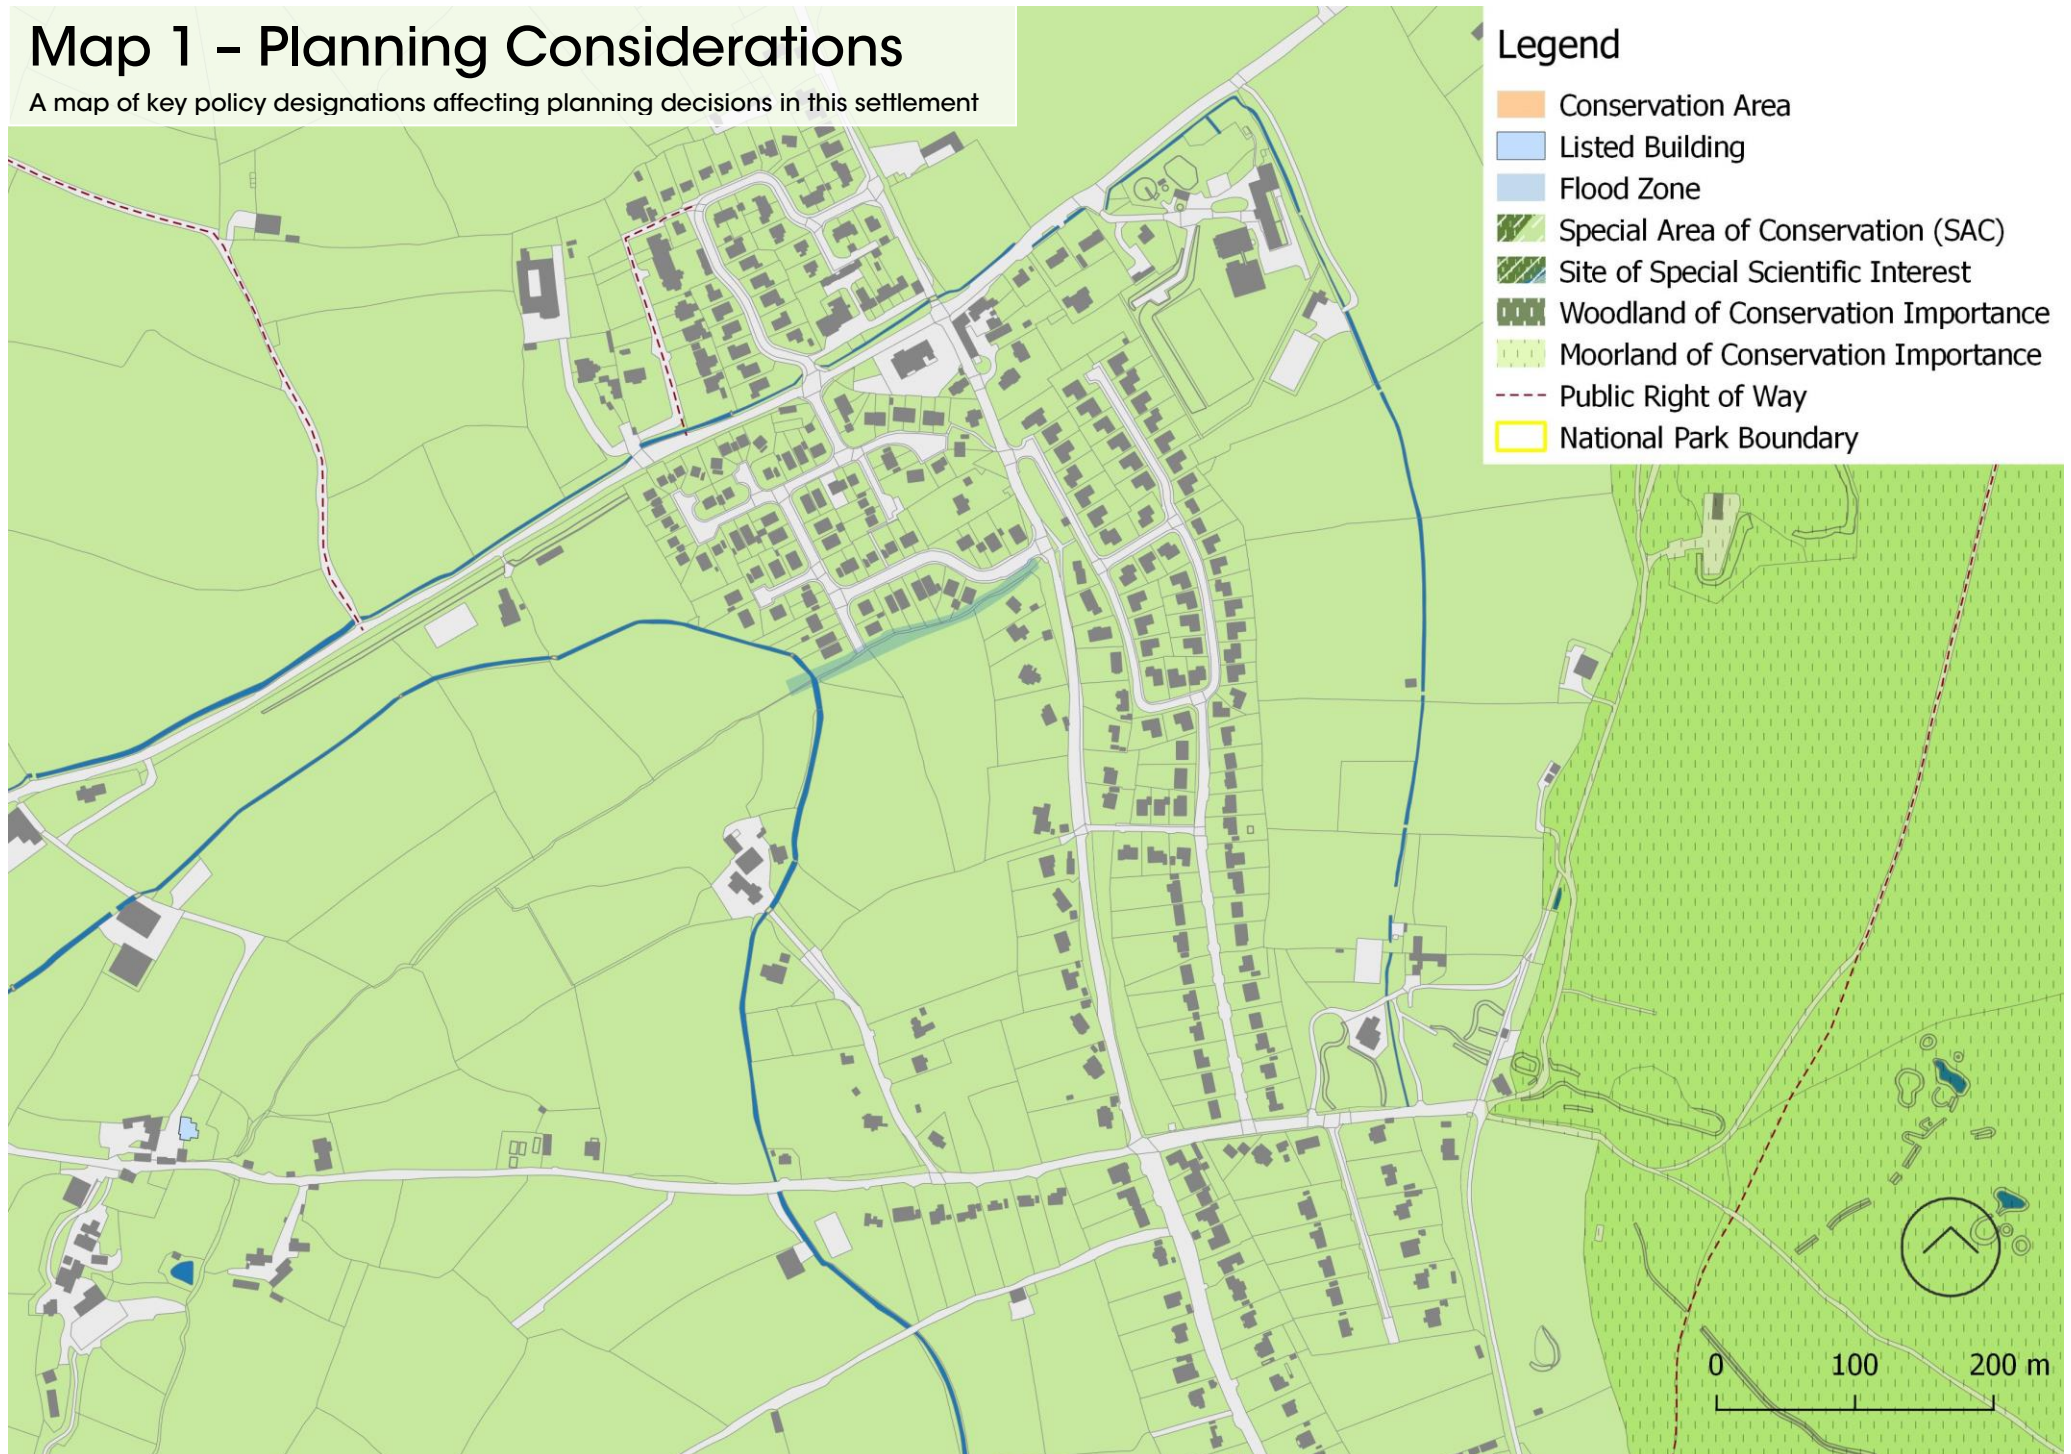 Map 1 – Planning Considerations
A map of key policy designations affecting planning decisions in this settlement
Legend
Conservation Area
Listed Building
Flood Zone
Special Area of Conservation (SAC)
Site of Special Scientific Interest
Woodland of Conservation Importance
Moorland of Conservation Importance
Public Right of Way
National Park Boundary
0 100 200 m